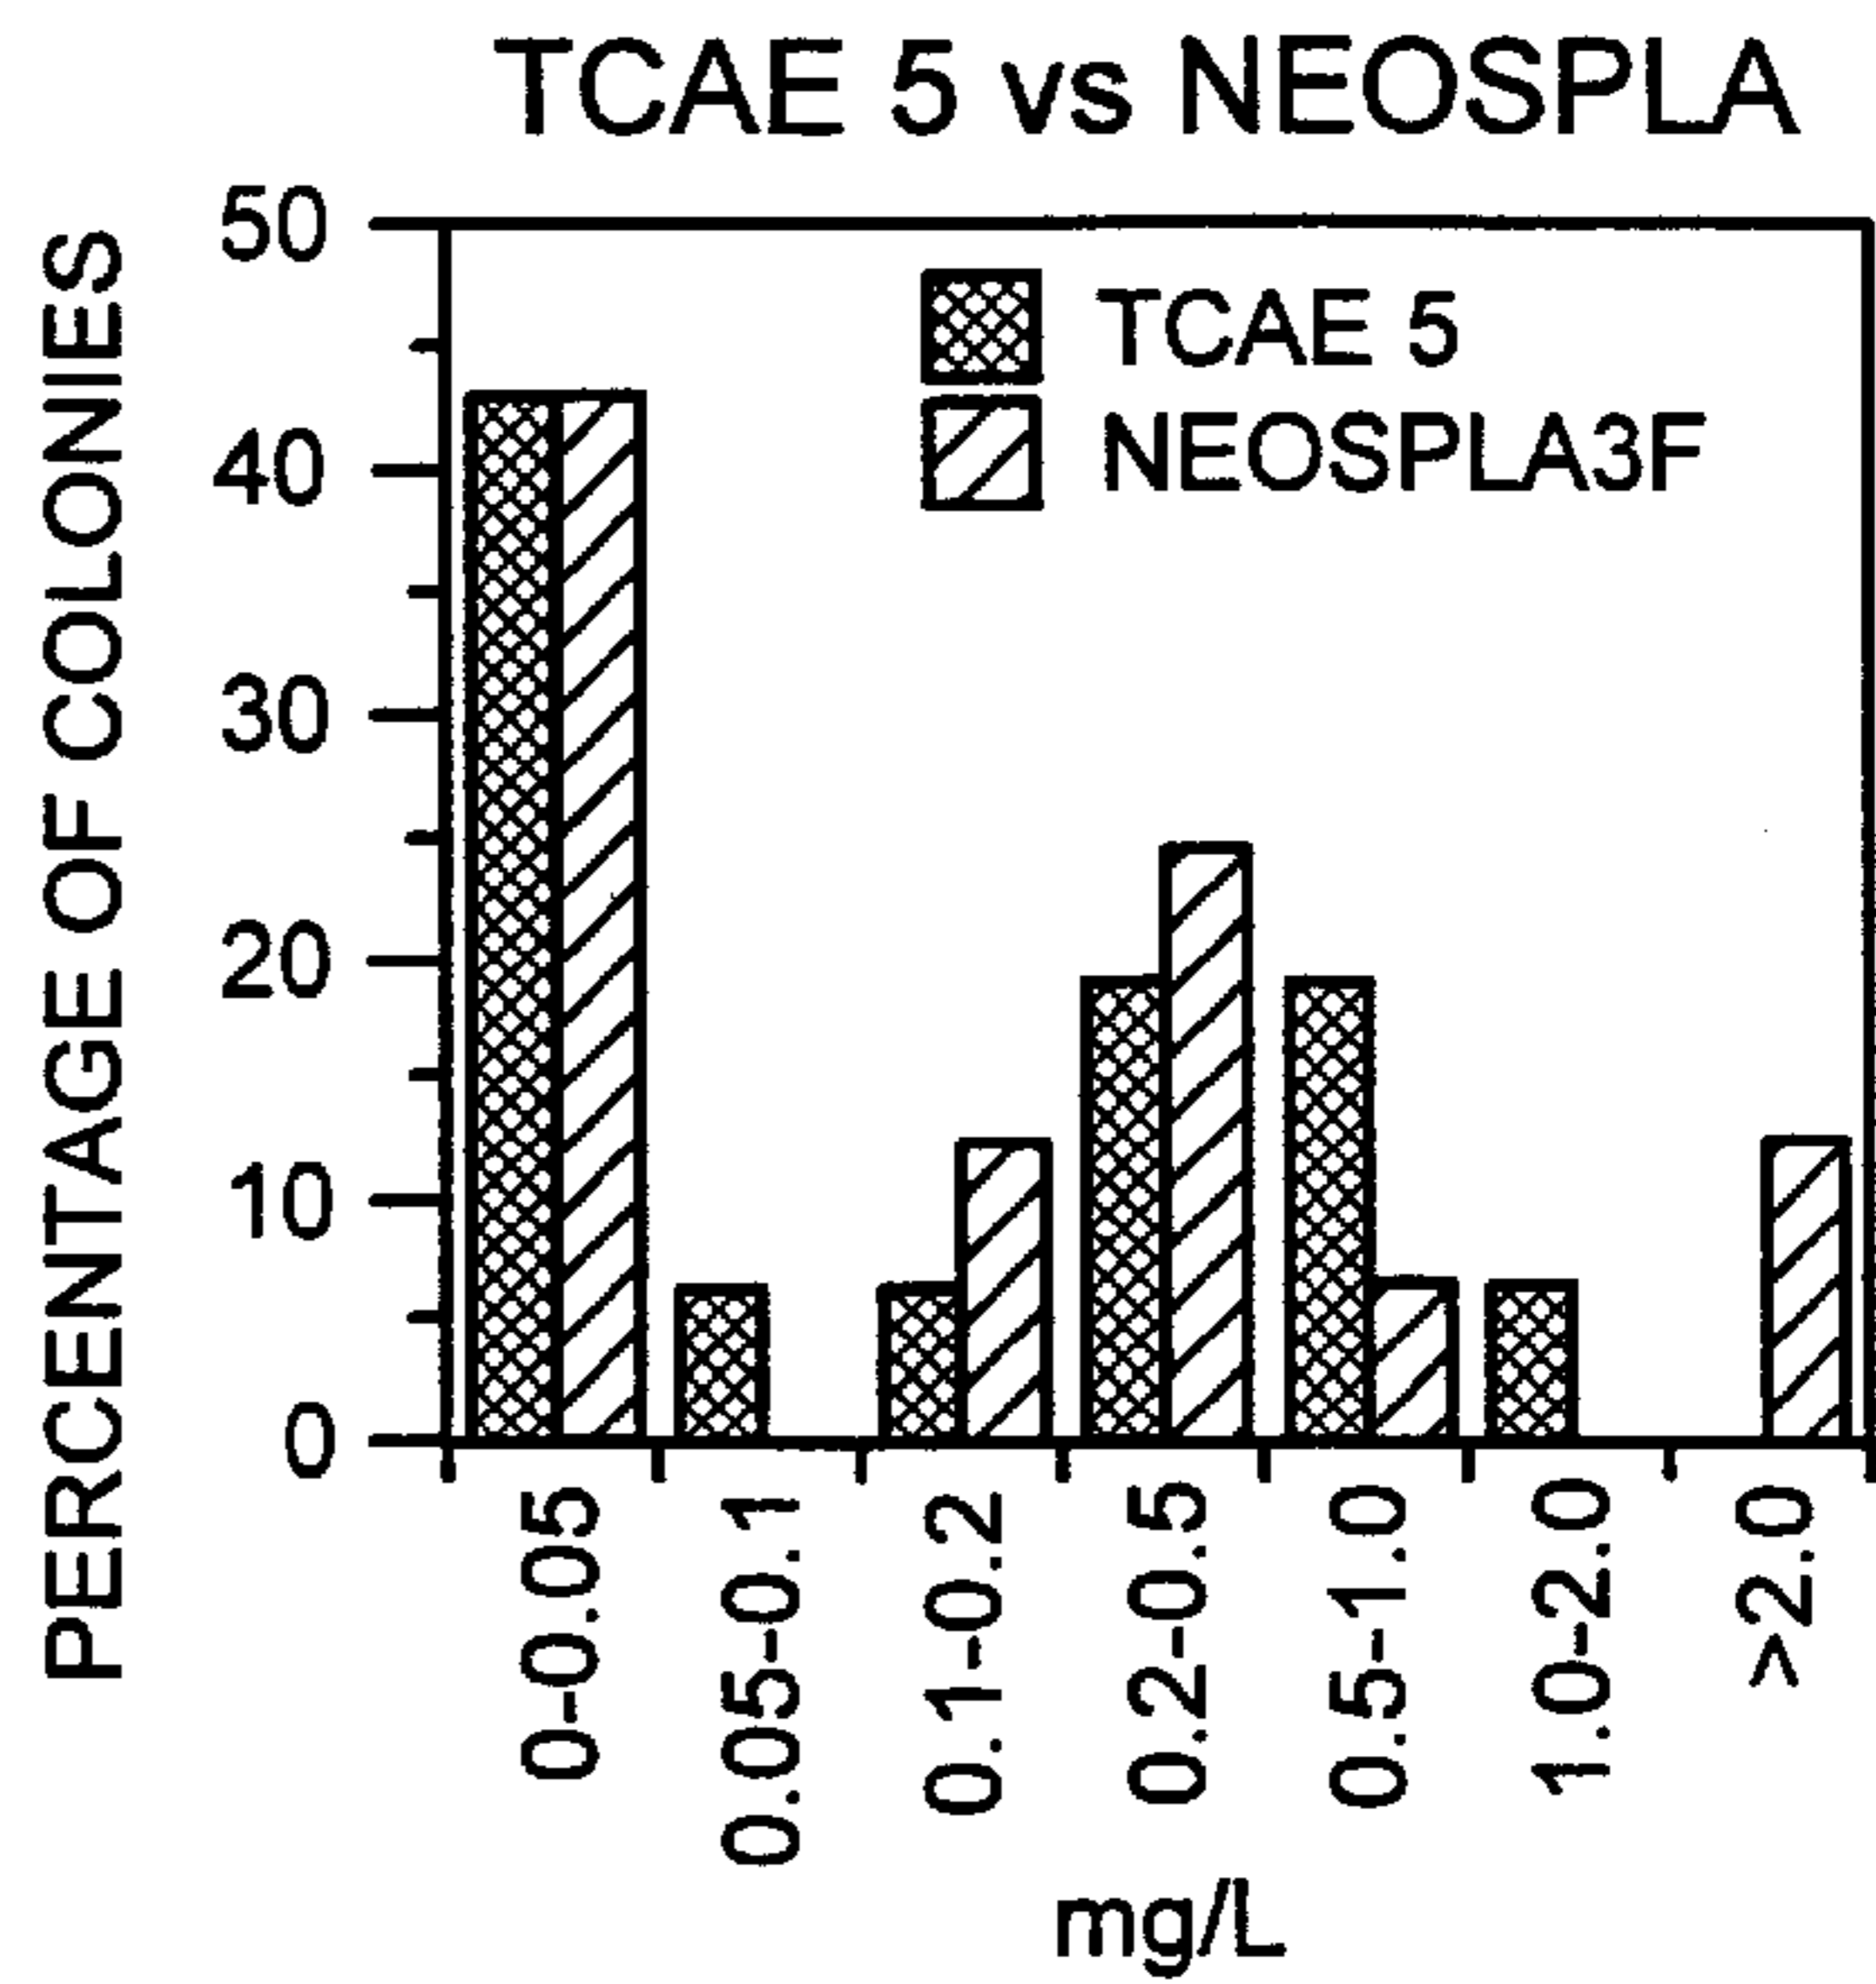 TCAE 5 vs NEOSPLA
PERCENTAGE OF COLONIES
50
40
30
20
10
0
TCAE 5
NEOSPLA3F
0-0.05
0.05-0.1
0.1-0.2
0.2-0.5
0.5-1.0
1.0-2.0
>2.0
mg/L